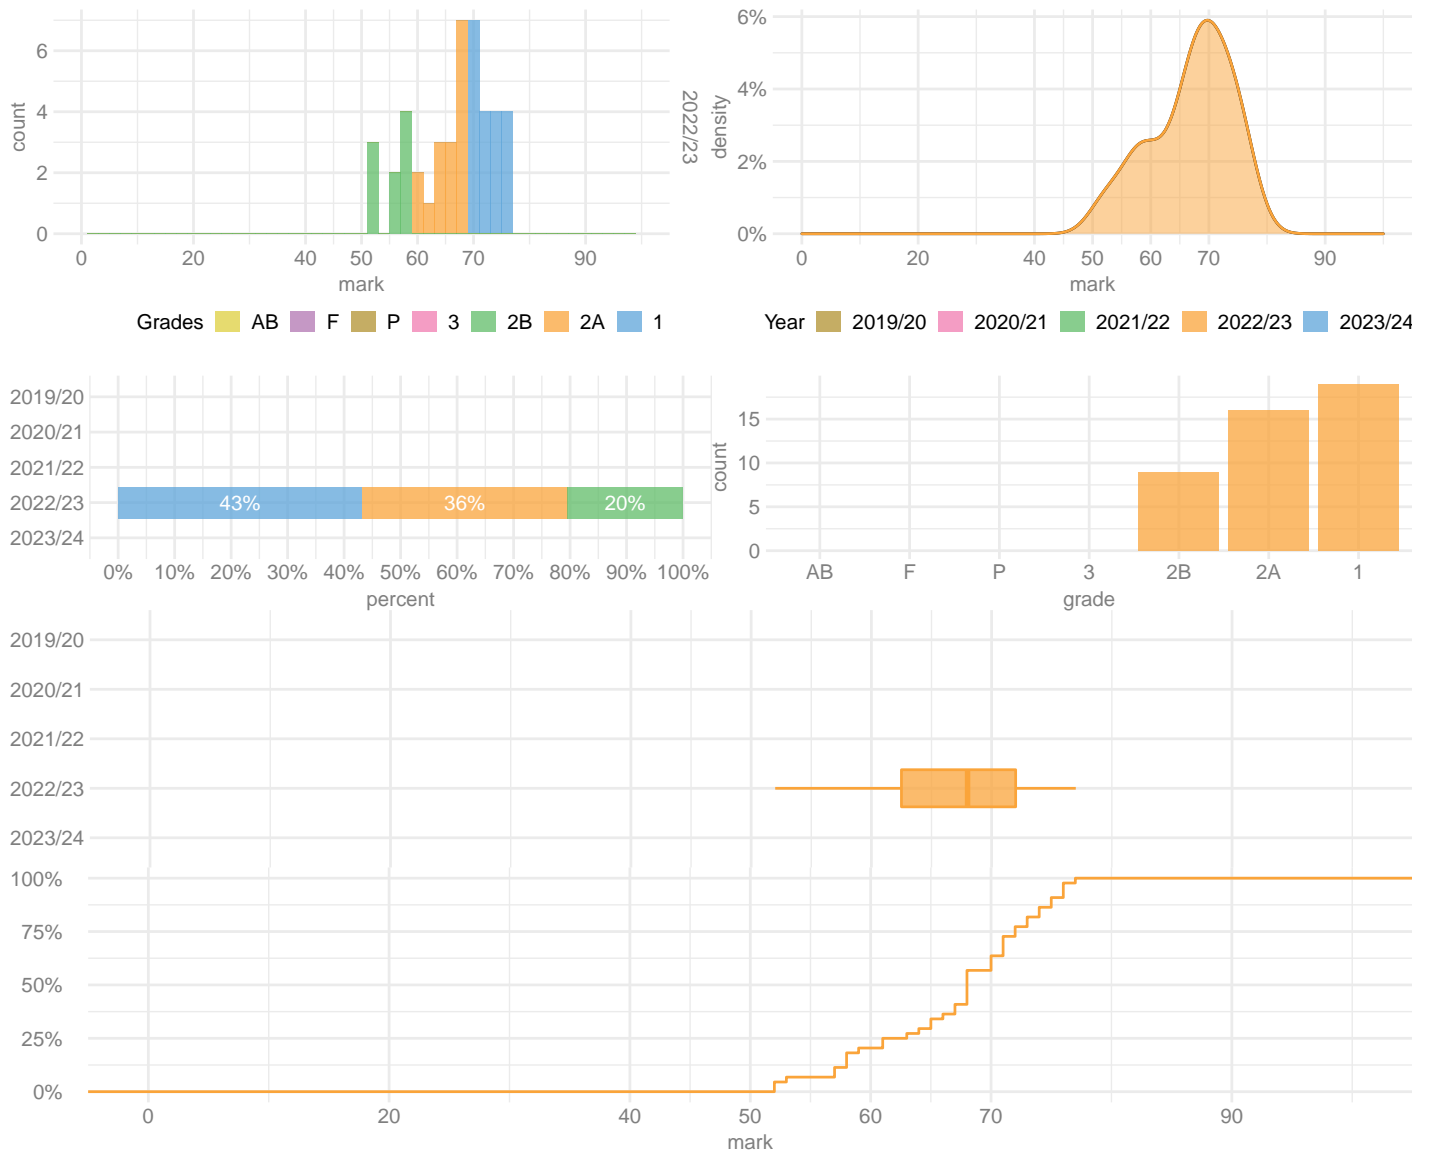 6
4
2
0
count
0 20 40 50 60 70 90
mark
2022/23
6%
4%
2%
0%
density
0 20 40 50 60 70 90
mark
Grades AB F P 3 2B 2A 1
Year 2019/20 2020/21 2021/22 2022/23 2023/24
2019/20
2020/21
2021/22
2022/23
2023/24
43% 36% 20%
0% 10% 20% 30% 40% 50% 60% 70% 80% 90% 100%
percent
15
10
5
0
count
AB F P 3 2B 2A 1
grade
2019/20
2020/21
2021/22
2022/23
2023/24
100%
75%
50%
25%
0%
0 20 40 50 60 70 90
mark